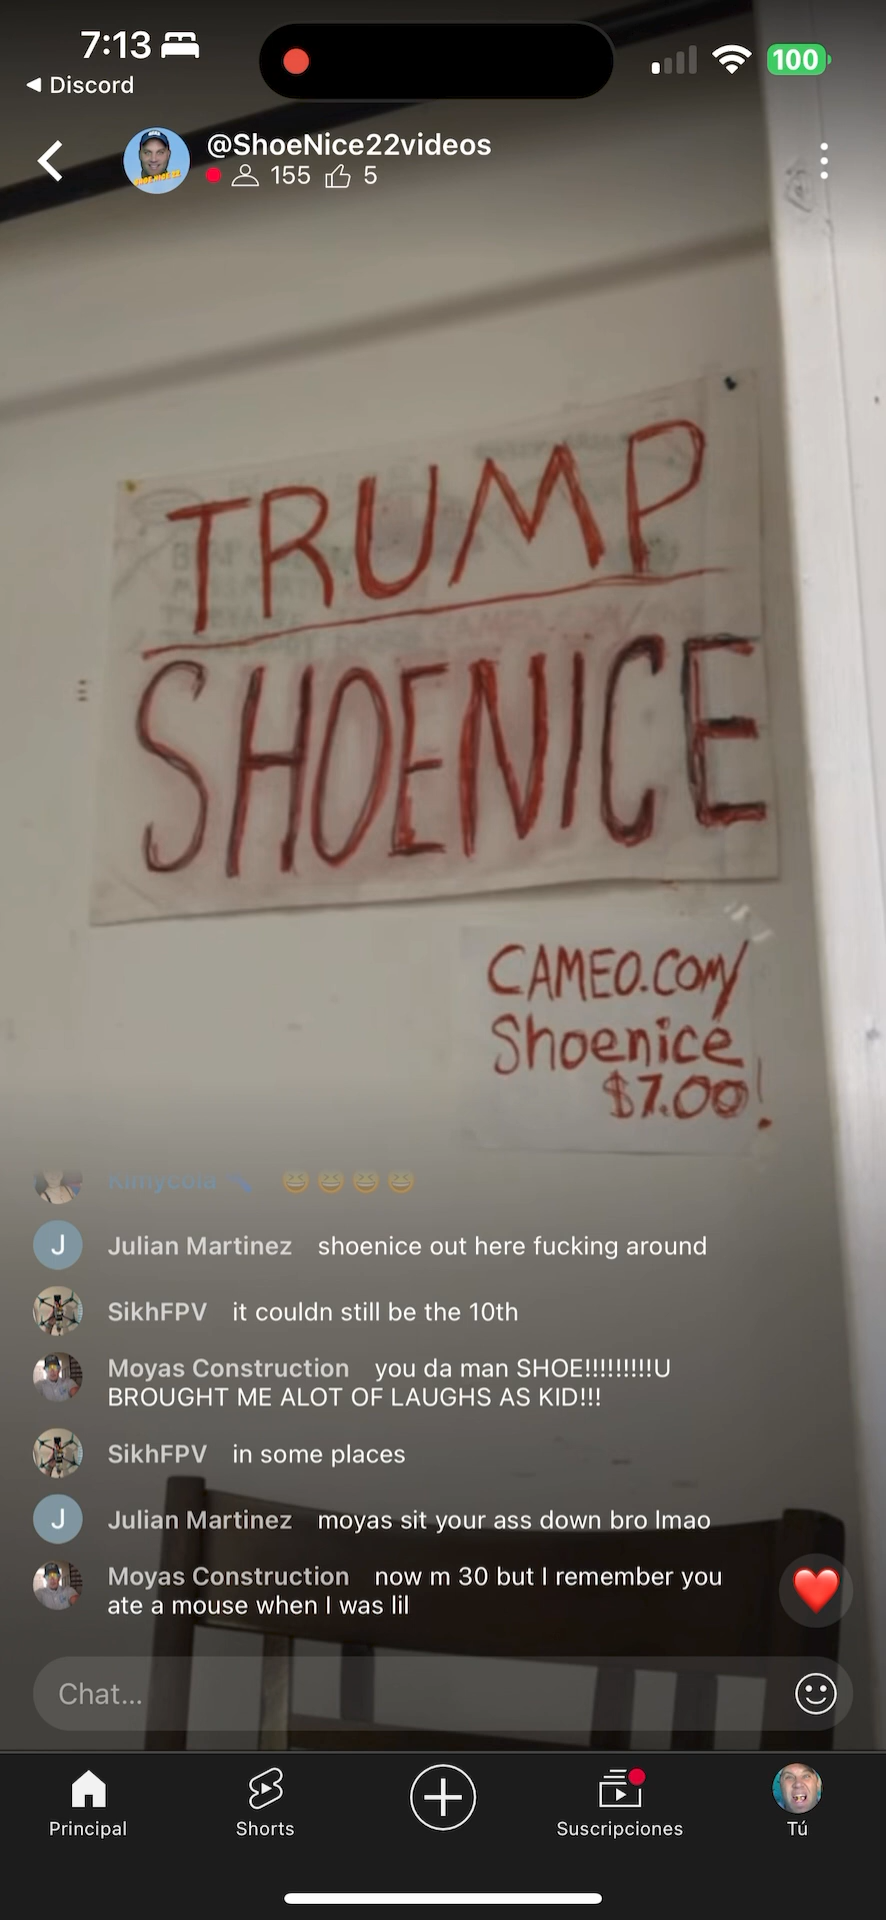 7:13
100
Discord
@ShoeNice22videos
155 5
TRUMP
SHOENICE
CAMEO.COM/
Shoenice
$7.00!
Kimycola
Julian Martinez shoenice out here fucking around
SikhFPV it couldn still be the 10th
Moyas Construction you da man SHOE!!!!!!!!!U
BROUGHT ME ALOT OF LAUGHS AS KID!!!
SikhFPV in some places
Julian Martinez moyas sit your ass down bro lmao
Moyas Construction now m 30 but I remember you
ate a mouse when I was lil
Chat...
Principal
Shorts
Suscripciones
Tú